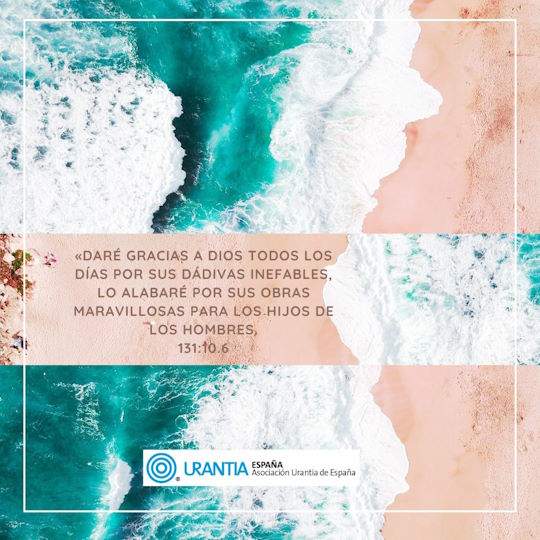 «DARÉ GRACIAS A DIOS TODOS LOS
DÍAS POR SUS DÁDIVAS INEFABLES,
LO ALABARÉ POR SUS OBRAS
MARAVILLOSAS PARA LOS HIJOS DE
LOS HOMBRES,
131:10.6
URANTIA ® ESPAÑA
Asociación Urantia de España